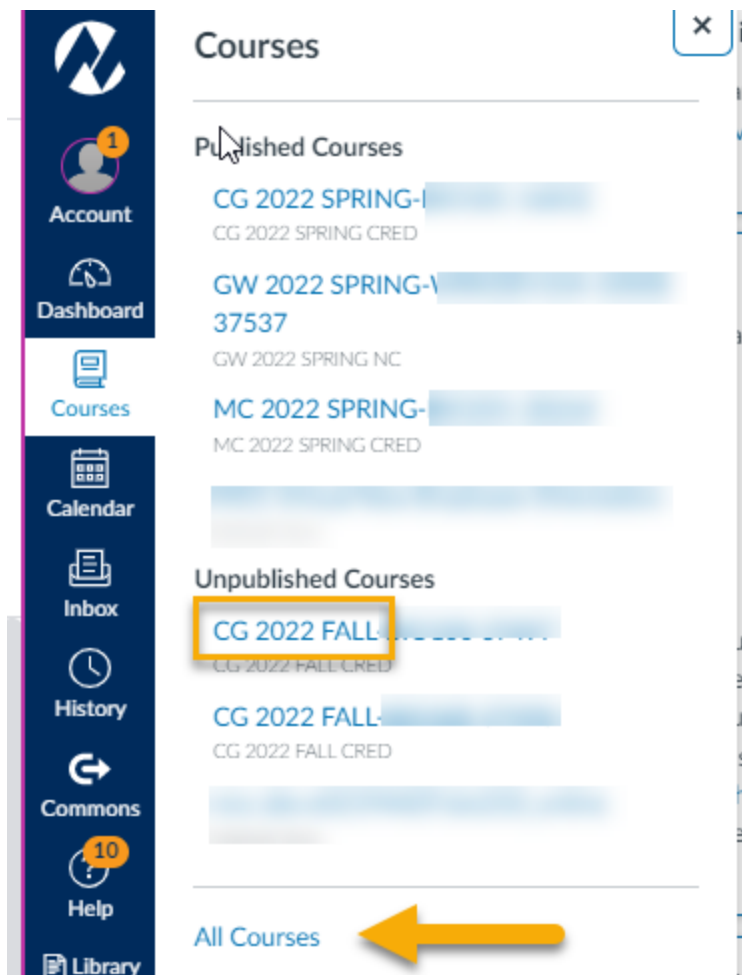 Courses
Published Courses
CG 2022 SPRING-
CG 2022 SPRING CRED
GW 2022 SPRING-
37537
GW 2022 SPRING NC
MC 2022 SPRING-
MC 2022 SPRING CRED
Unpublished Courses
CG 2022 FALL-
CG 2022 FALL CRED
CG 2022 FALL-
CG 2022 FALL CRED
All Courses
1
Account
Dashboard
Courses
Calendar
Inbox
History
Commons
10
Help
Library